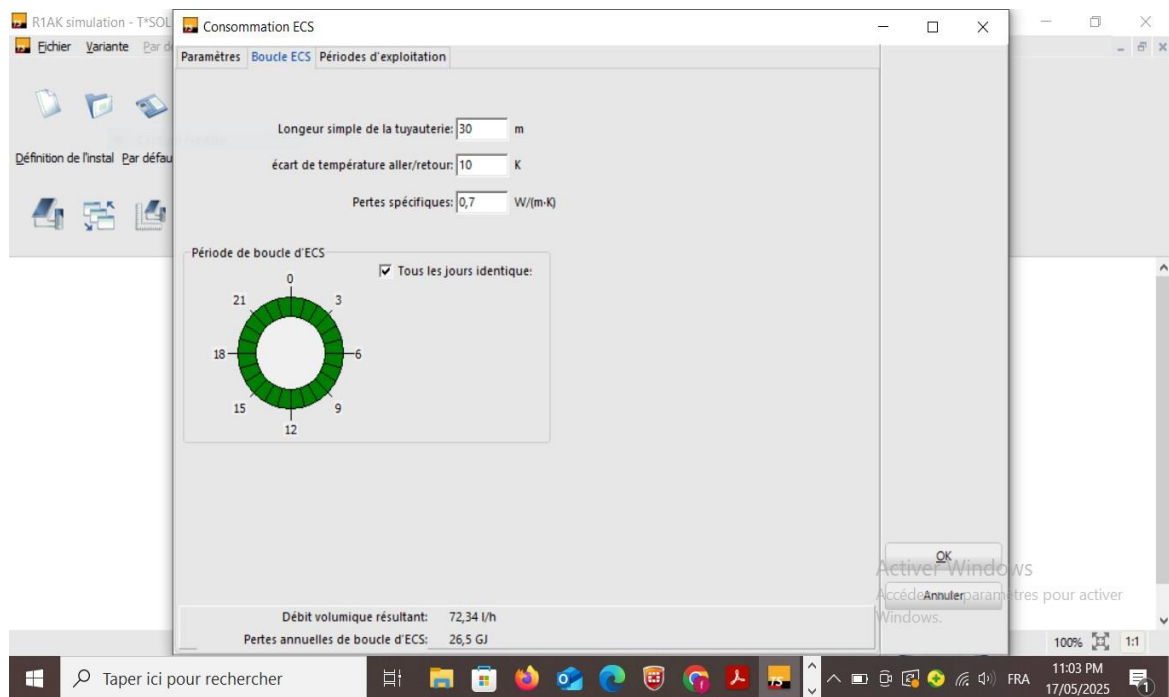 R1AK simulation - T*SOL
Consommation ECS
Fichier Variante Par d
Paramètres Boucle ECS Périodes d'exploitation
Longeur simple de la tuyauterie: 30 m
Définition de l'instal Par défau
écart de température aller/retour: 10 K
Pertes spécifiques: 0,7 W/(m·K)
Période de boucle d'ECS
Tous les jours identique:
0
21 3
18 6
15 9
12
OK
Annuler
Activer Windows
Accéde paramètres pour activer
Windows.
Débit volumique résultant: 72,34 l/h
Pertes annuelles de boucle d'ECS: 26,5 GJ
100% 1:1
Taper ici pour rechercher
TS
FRA
11:03 PM
17/05/2025
1